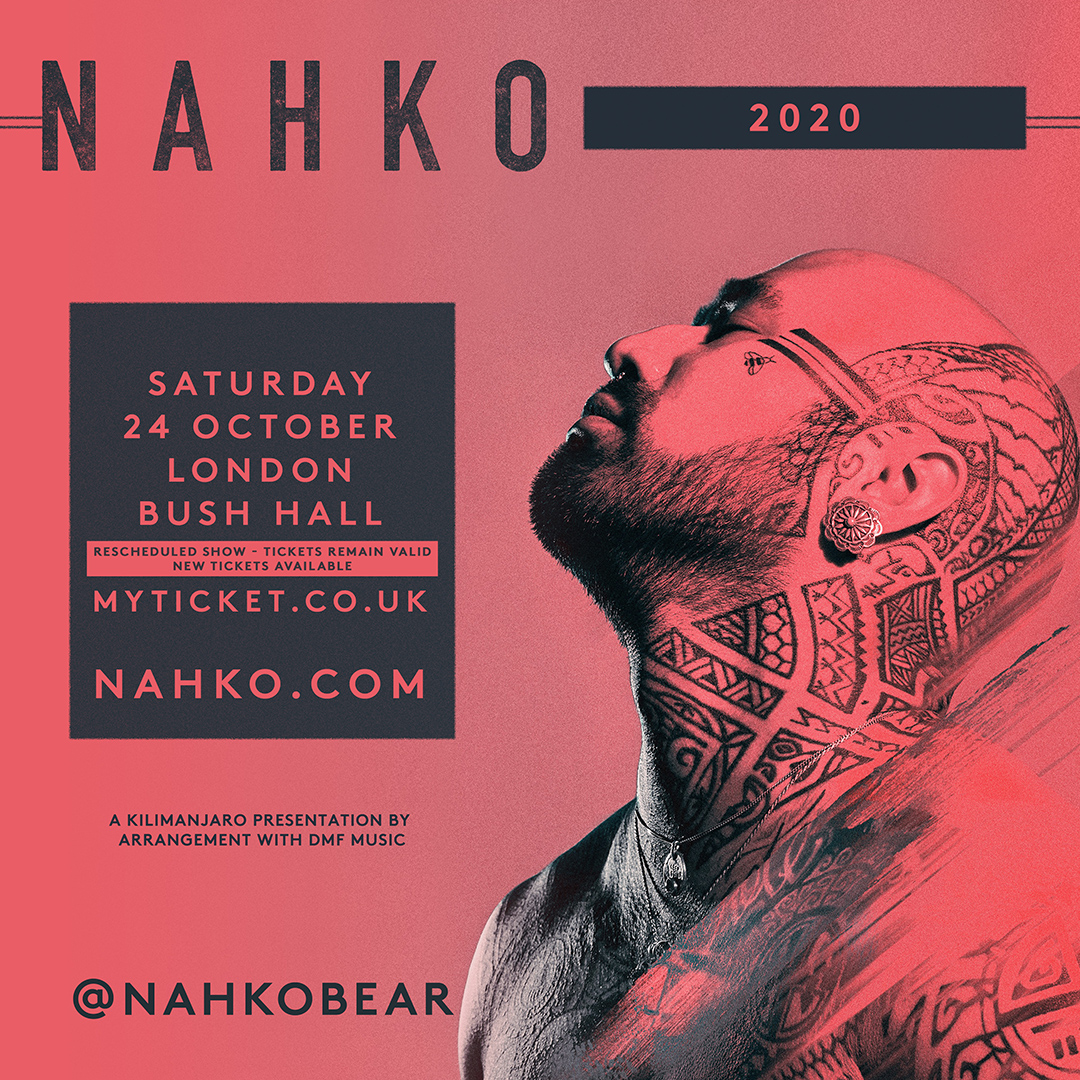 NAHKO
2020
SATURDAY
24 OCTOBER
LONDON
BUSH HALL
RESCHEDULED SHOW - TICKETS REMAIN VALID
NEW TICKETS AVAILABLE
MYTICKET.CO.UK
NAHKO.COM
A KILIMANJARO PRESENTATION BY
ARRANGEMENT WITH DMF MUSIC
@NAHKOBEAR